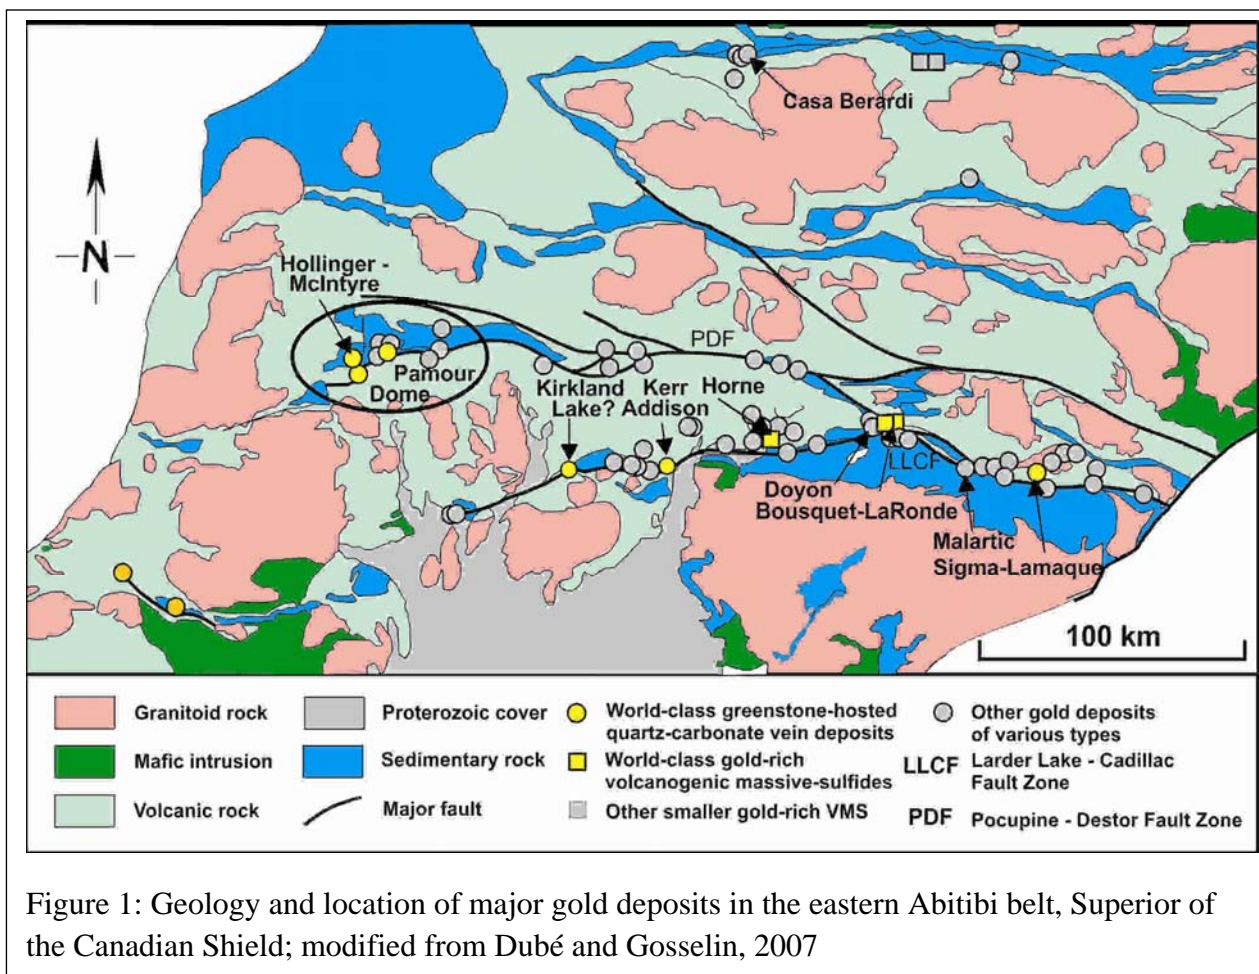 Casa Berardi
N
Hollinger -
McIntyre
PDF
Pamour
Dome
Kirkland
Lake?
Kerr
Addison
Horne
LLCF
Doyon
Bousquet-LaRonde
Malartic
Sigma-Lamaque
100 km
Granitoid rock
Mafic intrusion
Volcanic rock
Proterozoic cover
Sedimentary rock
Major fault
World-class greenstone-hosted
quartz-carbonate vein deposits
World-class gold-rich
volcanogenic massive-sulfides
Other smaller gold-rich VMS
Other gold deposits
of various types
LLCF Larder Lake - Cadillac
Fault Zone
PDF Pocupine - Destor Fault Zone
Figure 1: Geology and location of major gold deposits in the eastern Abitibi belt, Superior of
the Canadian Shield; modified from Dubé and Gosselin, 2007